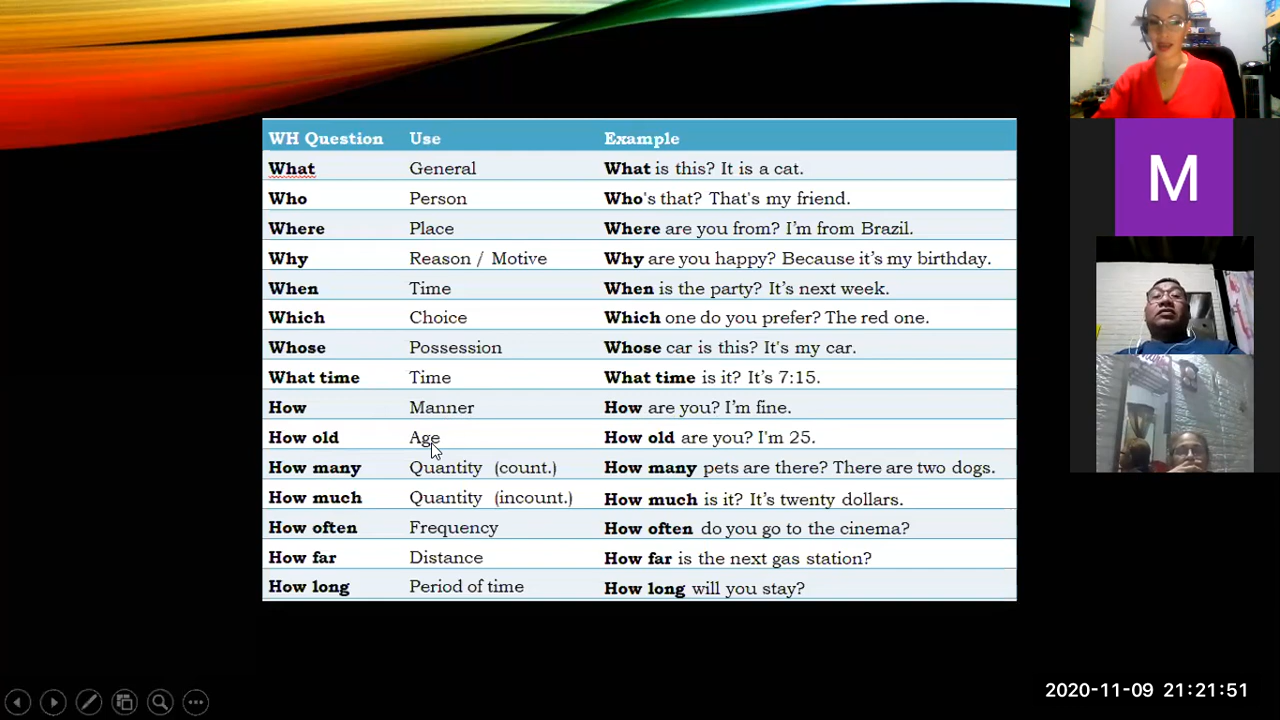 WH Question Use Example
What General What is this? It is a cat.
Who Person Who's that? That's my friend.
Where Place Where are you from? I’m from Brazil.
Why Reason / Motive Why are you happy? Because it’s my birthday.
When Time When is the party? It’s next week.
Which Choice Which one do you prefer? The red one.
Whose Possession Whose car is this? It's my car.
What time Time What time is it? It’s 7:15.
How Manner How are you? I’m fine.
How old Age How old are you? I'm 25.
How many Quantity (count.) How many pets are there? There are two dogs.
How much Quantity (incount.) How much is it? It’s twenty dollars.
How often Frequency How often do you go to the cinema?
How far Distance How far is the next gas station?
How long Period of time How long will you stay?
M
2020-11-09 21:21:51